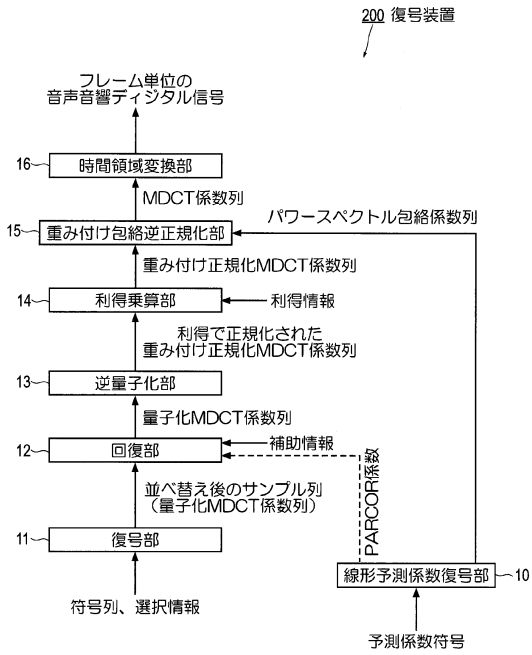 200 復号装置
フレーム単位の
音声音響ディジタル信号
16
時間領域変換部
MDCT係数列
パワースペクトル包絡係数列
15
重み付け包絡逆正規化部
重み付け正規化MDCT係数列
14
利得乗算部
利得情報
利得で正規化された
重み付け正規化MDCT係数列
13
逆量子化部
量子化MDCT係数列
12
回復部
補助情報
PARCOR係数
並べ替え後のサンプル列
(量子化MDCT係数列)
11
復号部
線形予測係数復号部
10
符号列、選択情報
予測係数符号